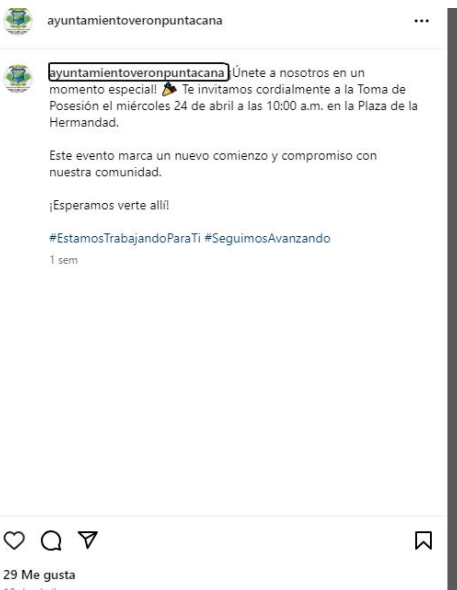 ayuntamientoveronpuntacana
ayuntamientoveronpuntacana ¡Únete a nosotros en un
momento especial! 🎉 Te invitamos cordialmente a la Toma de
Posesión el miércoles 24 de abril a las 10:00 a.m. en la Plaza de la
Hermandad.
Este evento marca un nuevo comienzo y compromiso con
nuestra comunidad.
¡Esperamos verte allí!
#EstamosTrabajandoParaTi #SeguimosAvanzando
1 sem
29 Me gusta